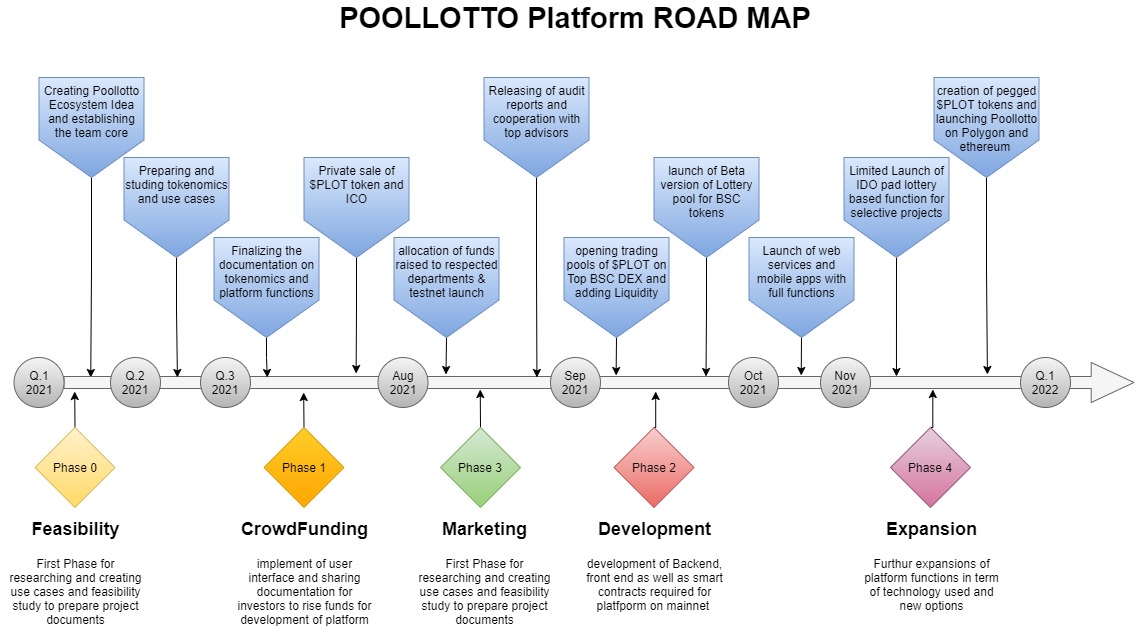 POOLLOTTO Platform ROAD MAP
Creating Poollotto
Ecosystem Idea
and establishing
the team core
Releasing of audit
reports and
cooperation with
top advisors
creation of pegged
$PLOT tokens and
launching Poollotto
on Polygon and
ethereum
Preparing and
studing tokenomics
and use cases
Private sale of
$PLOT token and
ICO
launch of Beta
version of Lottery
pool for BSC
tokens
Limited Launch of
IDO pad lottery
based function for
selective projects
Finalizing the
documentation on
tokenomics and
platform functions
allocation of funds
raised to respected
departments &
testnet launch
opening trading
pools of $PLOT on
Top BSC DEX and
adding Liquidity
Launch of web
services and
mobile apps with
full functions
Q.1
2021
Q.2
2021
Q.3
2021
Aug
2021
Sep
2021
Oct
2021
Nov
2021
Q.1
2022
Phase 0
Phase 1
Phase 3
Phase 2
Phase 4
Feasibility
CrowdFunding
Marketing
Development
Expansion
First Phase for
researching and creating
use cases and feasibility
study to prepare project
documents
implement of user
interface and sharing
documentation for
investors to rise funds for
development of platform
First Phase for
researching and creating
use cases and feasibility
study to prepare project
documents
development of Backend,
front end as well as smart
contracts required for
platfporm on mainnet
Furthur expansions of
platform functions in term
of technology used and
new options